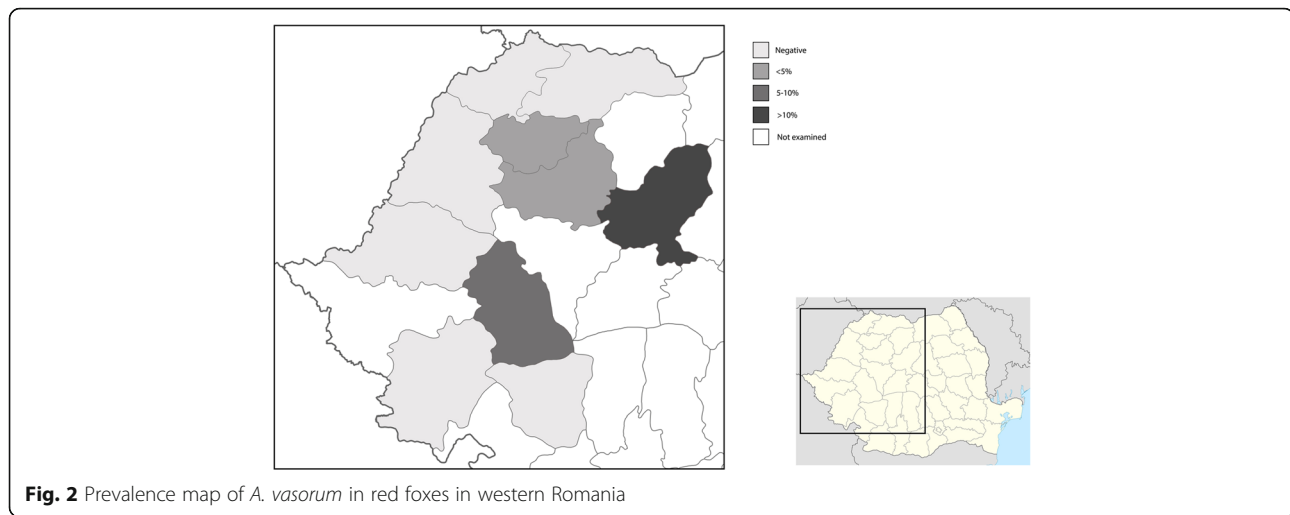 Negative
<5%
5-10%
>10%
Not examined
Fig. 2 Prevalence map of A. vasorum in red foxes in western Romania